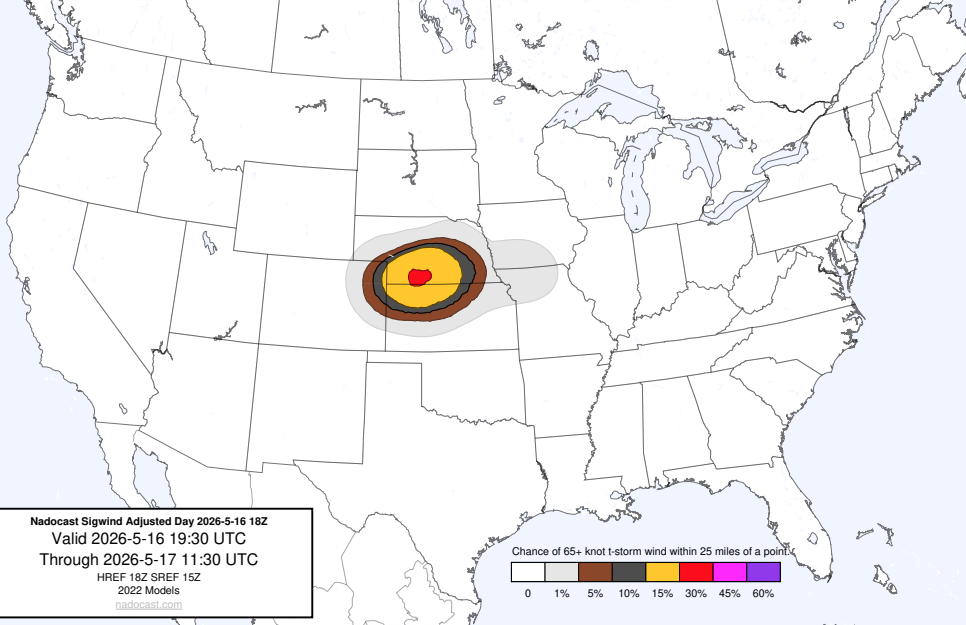 Nadocast Sigwind Adjusted Day 2026-5-16 18Z
Valid 2026-5-16 19:30 UTC
Through 2026-5-17 11:30 UTC
HREF 18Z SREF 15Z
2022 Models
nadocast.com
Chance of 65+ knot t-storm wind within 25 miles of a point.
0 1% 5% 10% 15% 30% 45% 60%